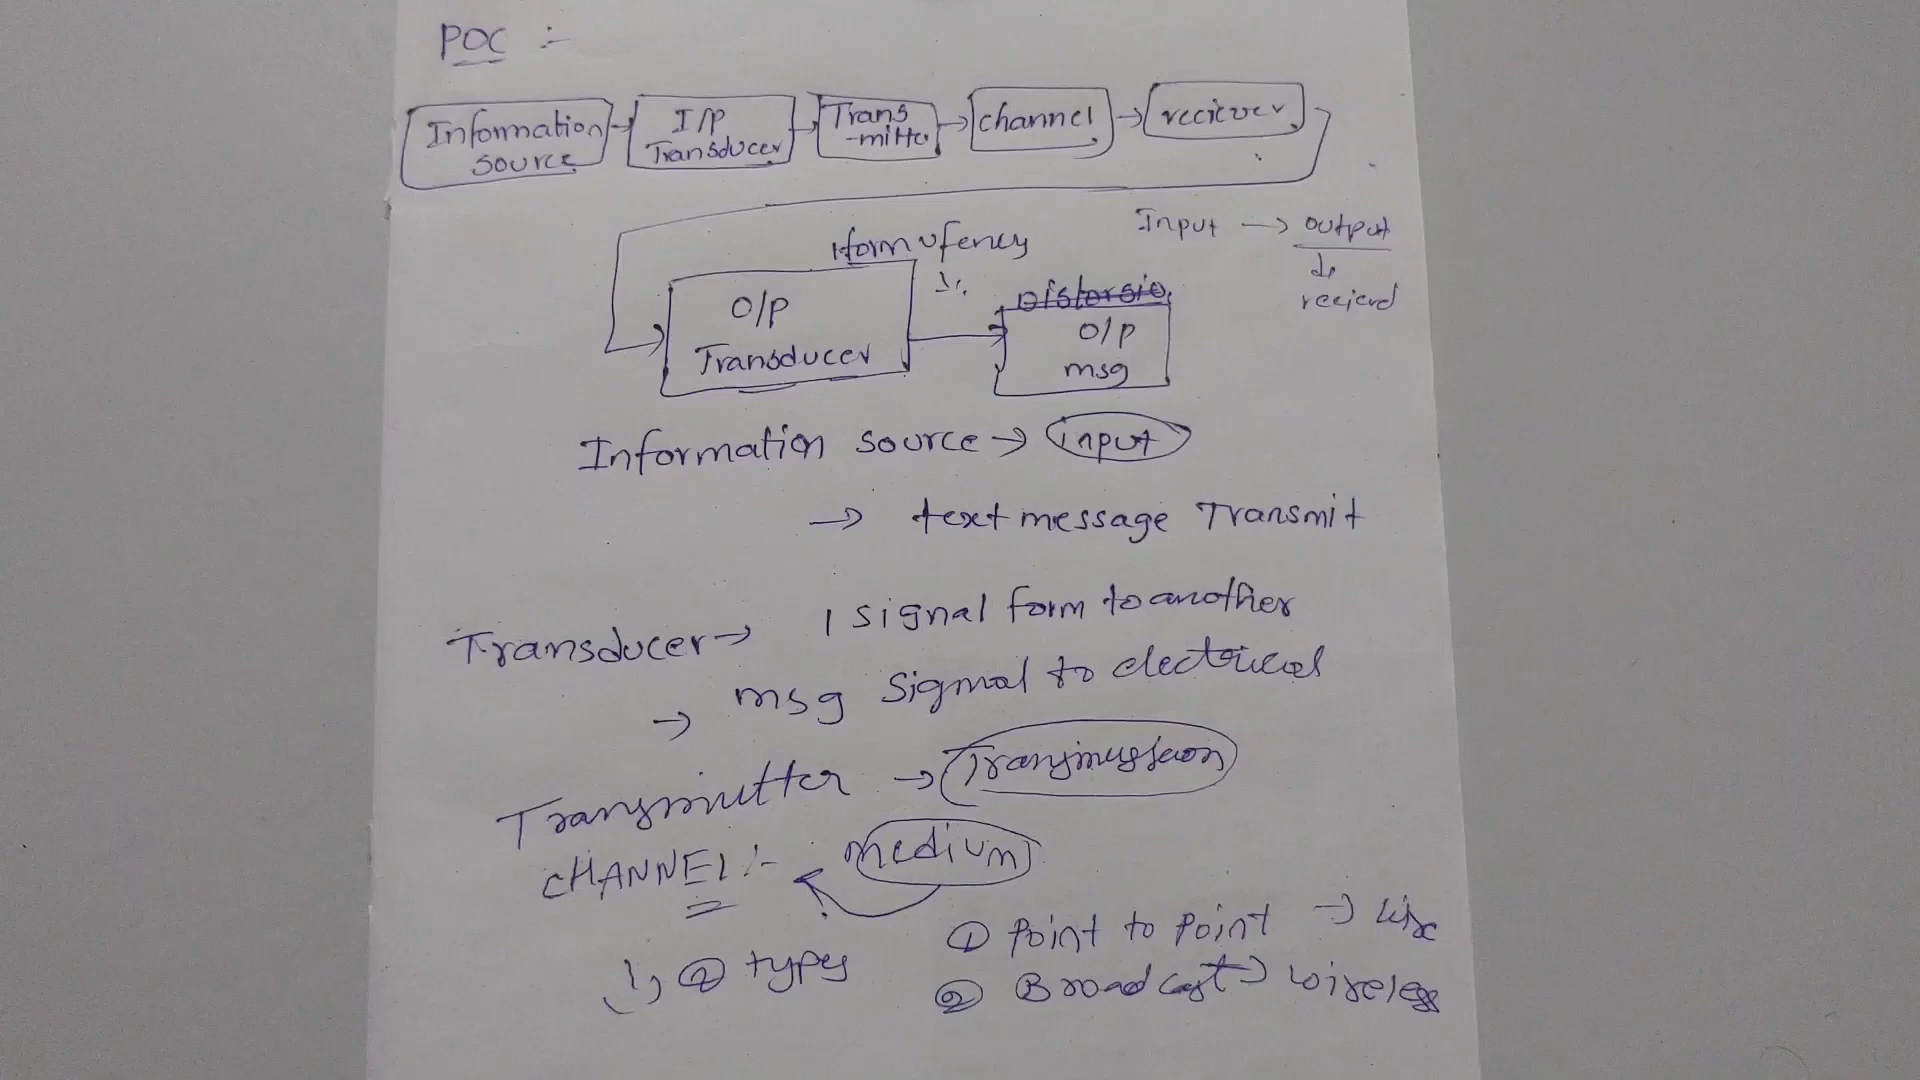 POC :-
Information source
I/P Transducer
Trans -mitter
channel
reciever
Input → output
↓
recieved
O/P
Transducer
Distorsio
O/P
msg
Information source → input
→ text message Transmit
Transducer → 1 signal form to another
→ msg signal to electrical
Transmitter → Transmission
CHANNEL :- medium
② types
① Point to Point →
② Broadcast → wireless